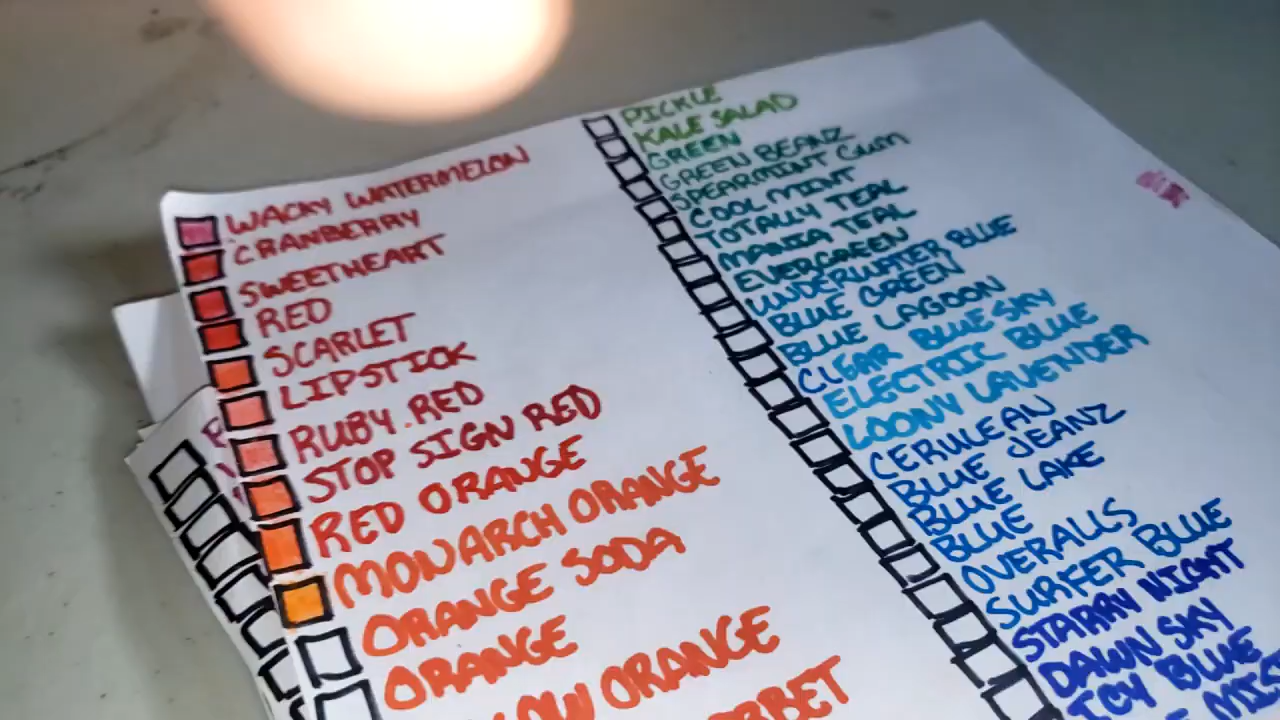 WACKY WATERMELON
CRANBERRY
SWEETHEART
RED
SCARLET
LIPSTICK
RUBY RED
STOP SIGN RED
RED ORANGE
MONARCH ORANGE
ORANGE SODA
ORANGE
ORANGE
PICKLE
KALE SALAD
GREEN
GREEN BEANZ
SPEARMINT GUM
COOL MINT
TOTALLY TEAL
MANIA TEAL
EVERGREEN
UNDERWATER BLUE
BLUE GREEN
BLUE LAGOON
CLEAR BLUE SKY
ELECTRIC BLUE
LOONY LAVENDER
CERULEAN
BLUE JEANZ
BLUE LAKE
BLUE
OVERALLS
SURFER BLUE
STARRY NIGHT
DAWN SKY
BLUE